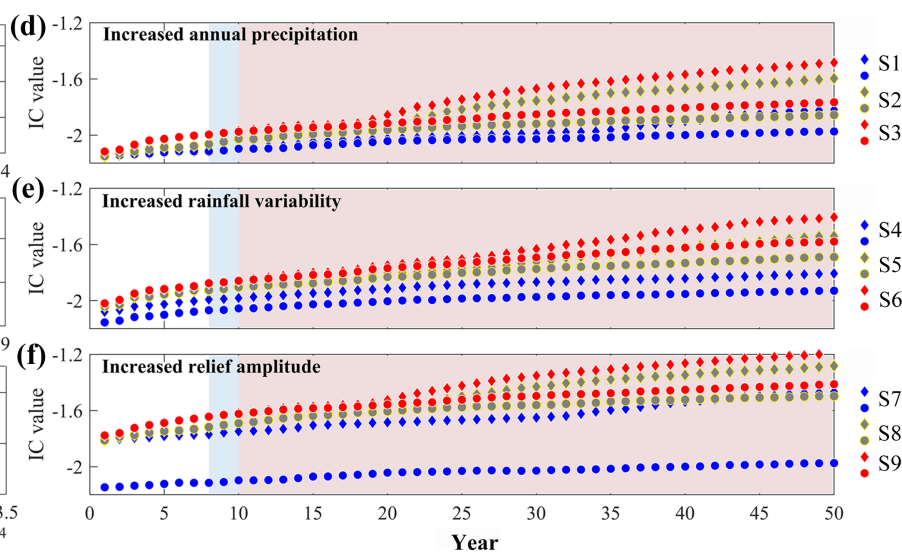 (d)
-1.2
Increased annual precipitation
-1.6
-2
IC value
S1
S2
S3
4
(e)
-1.2
Increased rainfall variability
-1.6
-2
IC value
S4
S5
S6
9
(f)
-1.2
Increased relief amplitude
-1.6
-2
IC value
S7
S8
S9
0 5 10 15 20 25 30 35 40 45 50
3.5
4
Year